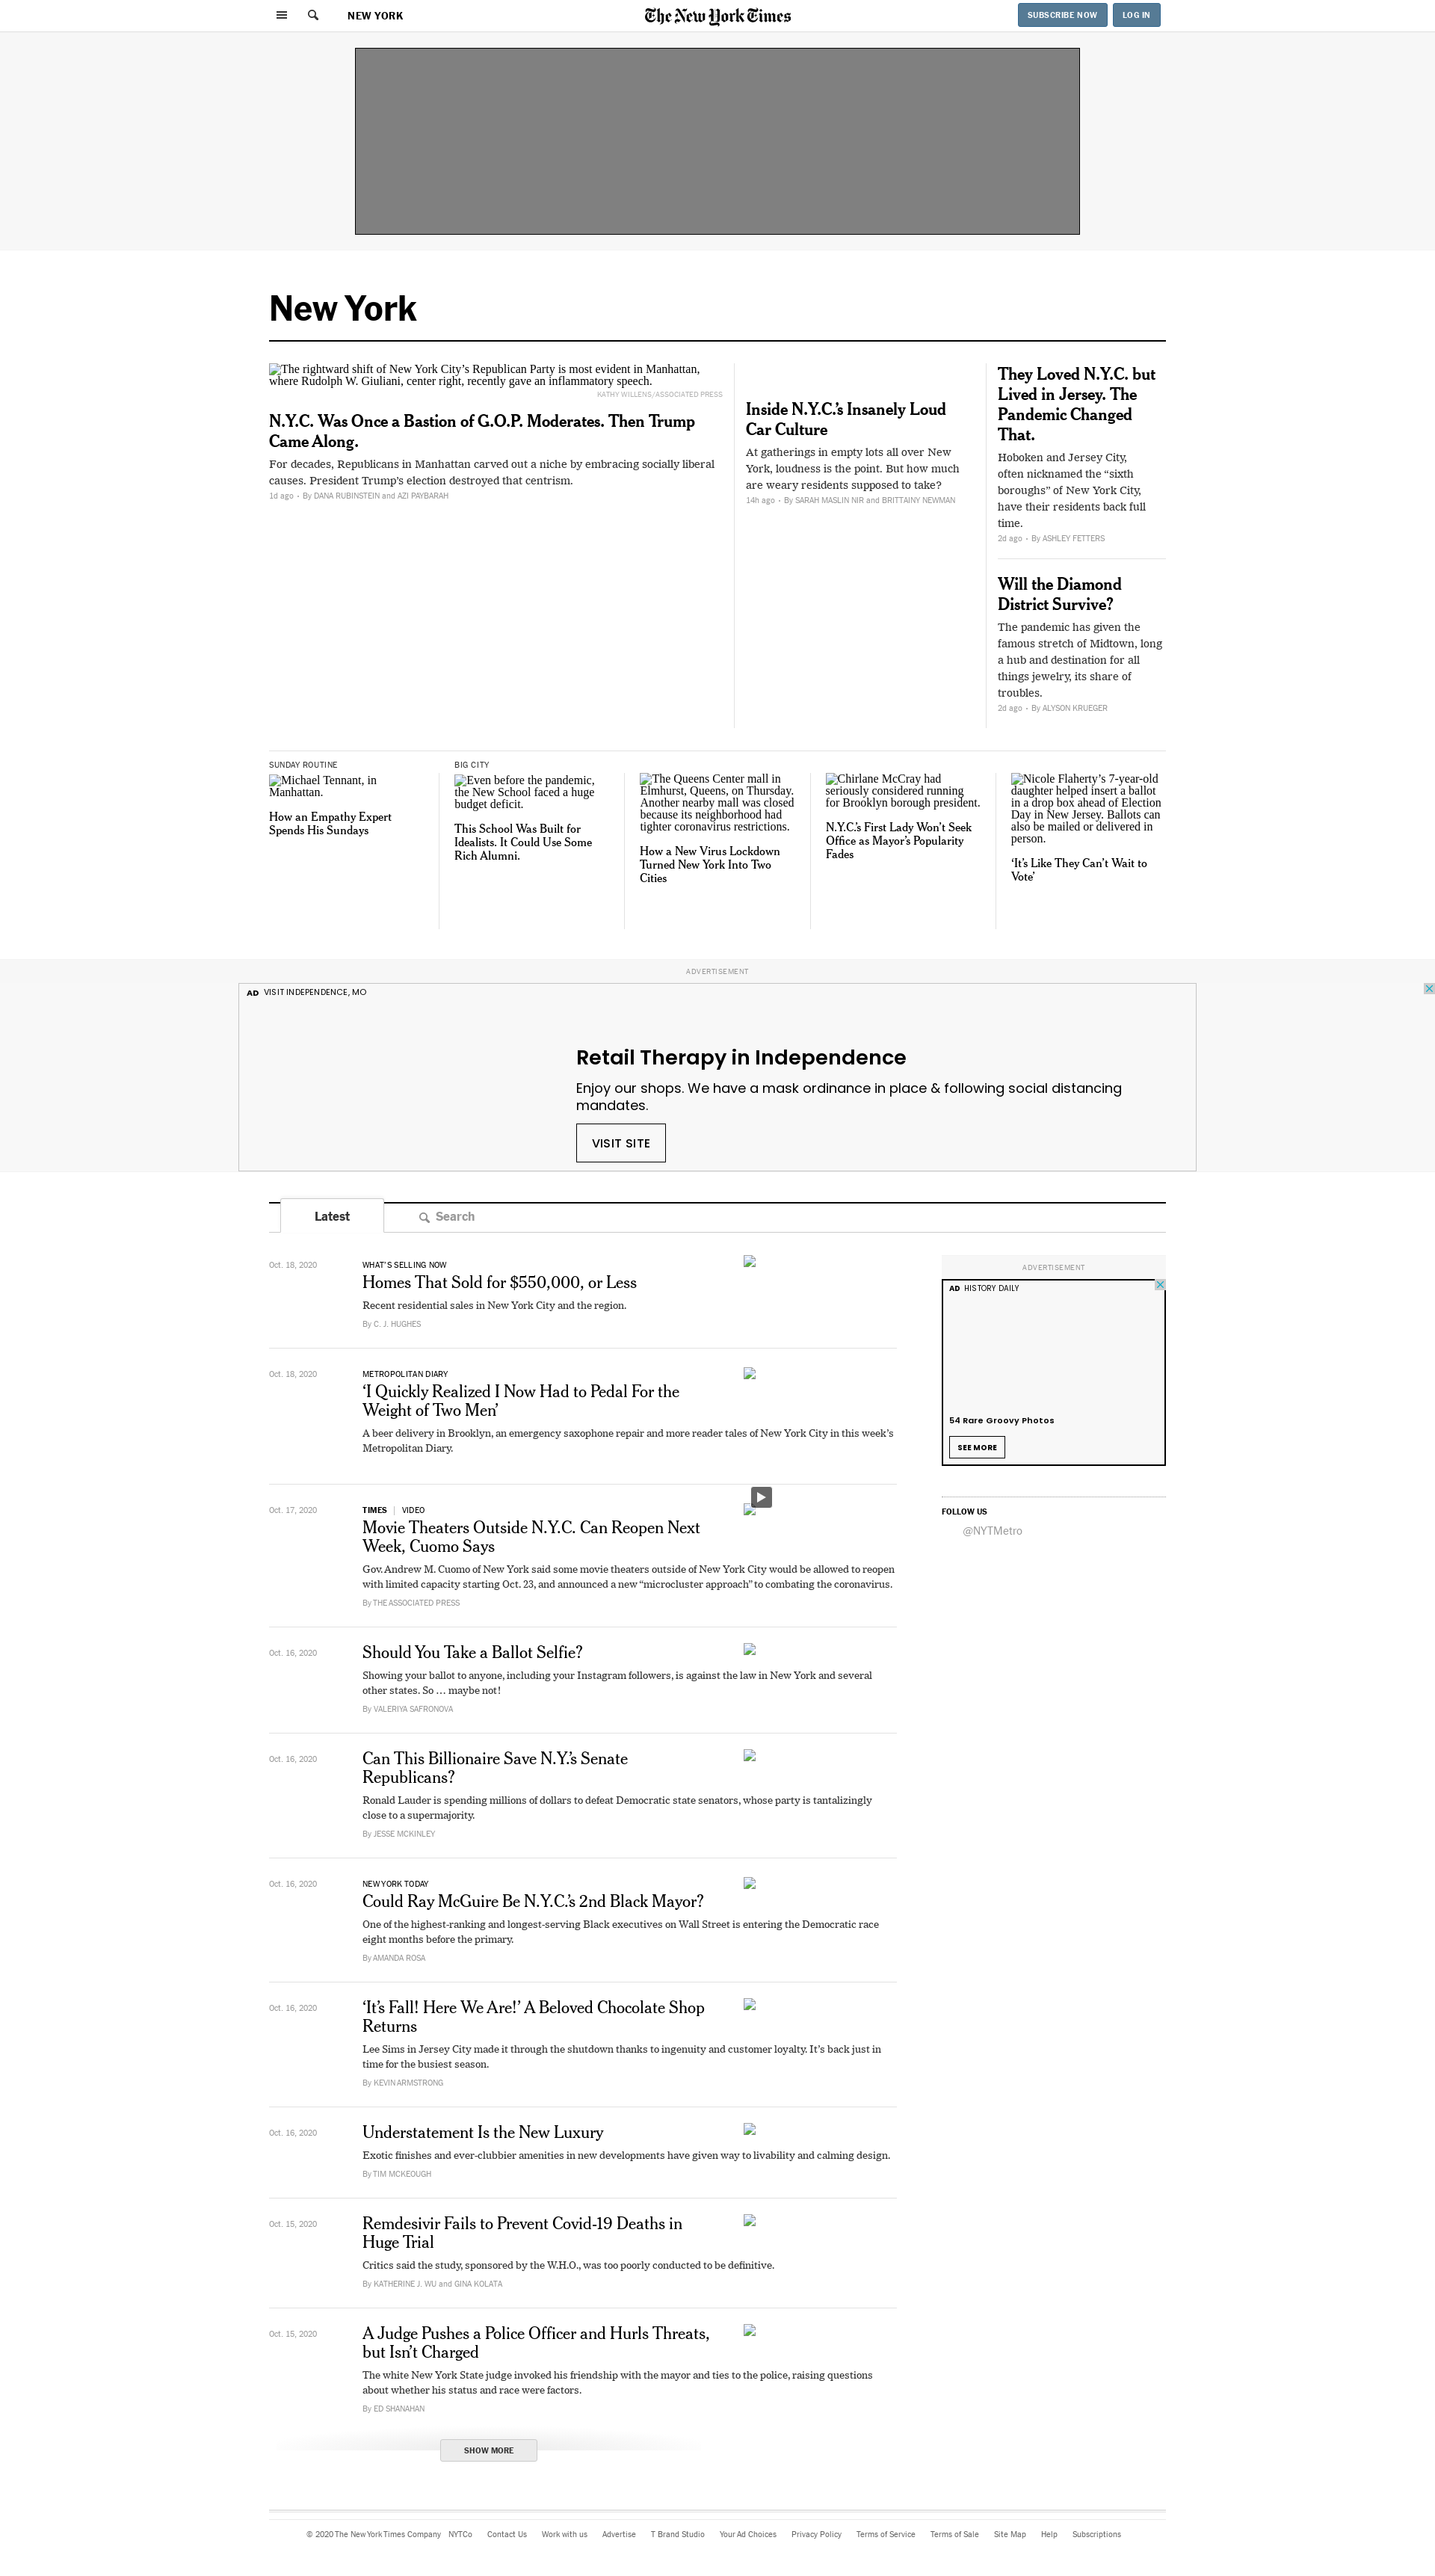 NEW YORK
The New York Times
SUBSCRIBE NOW
LOG IN
New York
The rightward shift of New York City’s Republican Party is most evident in Manhattan,
where Rudolph W. Giuliani, center right, recently gave an inflammatory speech.
KATHY WILLENS/ASSOCIATED PRESS
N.Y.C. Was Once a Bastion of G.O.P. Moderates. Then Trump
Came Along.
For decades, Republicans in Manhattan carved out a niche by embracing socially liberal
causes. President Trump’s election destroyed that centrism.
1d ago • By DANA RUBINSTEIN and AZI PAYBARAH
Inside N.Y.C.’s Insanely Loud
Car Culture
At gatherings in empty lots all over New
York, loudness is the point. But how much
are weary residents supposed to take?
14h ago • By SARAH MASLIN NIR and BRITTAINY NEWMAN
They Loved N.Y.C. but
Lived in Jersey. The
Pandemic Changed
That.
Hoboken and Jersey City,
often nicknamed the “sixth
boroughs” of New York City,
have their residents back full
time.
2d ago • By ASHLEY FETTERS
Will the Diamond
District Survive?
The pandemic has given the
famous stretch of Midtown, long
a hub and destination for all
things jewelry, its share of
troubles.
2d ago • By ALYSON KRUEGER
SUNDAY ROUTINE
Michael Tennant, in
Manhattan.
How an Empathy Expert
Spends His Sundays
BIG CITY
Even before the pandemic,
the New School faced a huge
budget deficit.
This School Was Built for
Idealists. It Could Use Some
Rich Alumni.
The Queens Center mall in
Elmhurst, Queens, on Thursday.
Another nearby mall was closed
because its neighborhood had
tighter coronavirus restrictions.
How a New Virus Lockdown
Turned New York Into Two
Cities
Chirlane McCray had
seriously considered running
for Brooklyn borough president.
N.Y.C.’s First Lady Won’t Seek
Office as Mayor’s Popularity
Fades
Nicole Flaherty’s 7-year-old
daughter helped insert a ballot
in a drop box ahead of Election
Day in New Jersey. Ballots can
also be mailed or delivered in
person.
‘It’s Like They Can’t Wait to
Vote’
ADVERTISEMENT
AD VISIT INDEPENDENCE, MO
Retail Therapy in Independence
Enjoy our shops. We have a mask ordinance in place & following social distancing
mandates.
VISIT SITE
Latest
Search
Oct. 18, 2020
WHAT’S SELLING NOW
Homes That Sold for $550,000, or Less
Recent residential sales in New York City and the region.
By C. J. HUGHES
Oct. 18, 2020
METROPOLITAN DIARY
‘I Quickly Realized I Now Had to Pedal For the
Weight of Two Men’
A beer delivery in Brooklyn, an emergency saxophone repair and more reader tales of New York City in this week’s
Metropolitan Diary.
Oct. 17, 2020
TIMES | VIDEO
Movie Theaters Outside N.Y.C. Can Reopen Next
Week, Cuomo Says
Gov. Andrew M. Cuomo of New York said some movie theaters outside of New York City would be allowed to reopen
with limited capacity starting Oct. 23, and announced a new “microcluster approach” to combating the coronavirus.
By THE ASSOCIATED PRESS
Oct. 16, 2020
Should You Take a Ballot Selfie?
Showing your ballot to anyone, including your Instagram followers, is against the law in New York and several
other states. So … maybe not!
By VALERIYA SAFRONOVA
Oct. 16, 2020
Can This Billionaire Save N.Y.’s Senate
Republicans?
Ronald Lauder is spending millions of dollars to defeat Democratic state senators, whose party is tantalizingly
close to a supermajority.
By JESSE MCKINLEY
Oct. 16, 2020
NEW YORK TODAY
Could Ray McGuire Be N.Y.C.’s 2nd Black Mayor?
One of the highest-ranking and longest-serving Black executives on Wall Street is entering the Democratic race
eight months before the primary.
By AMANDA ROSA
Oct. 16, 2020
‘It’s Fall! Here We Are!’ A Beloved Chocolate Shop
Returns
Lee Sims in Jersey City made it through the shutdown thanks to ingenuity and customer loyalty. It’s back just in
time for the busiest season.
By KEVIN ARMSTRONG
Oct. 16, 2020
Understatement Is the New Luxury
Exotic finishes and ever-clubbier amenities in new developments have given way to livability and calming design.
By TIM MCKEOUGH
Oct. 15, 2020
Remdesivir Fails to Prevent Covid-19 Deaths in
Huge Trial
Critics said the study, sponsored by the W.H.O., was too poorly conducted to be definitive.
By KATHERINE J. WU and GINA KOLATA
Oct. 15, 2020
A Judge Pushes a Police Officer and Hurls Threats,
but Isn’t Charged
The white New York State judge invoked his friendship with the mayor and ties to the police, raising questions
about whether his status and race were factors.
By ED SHANAHAN
SHOW MORE
ADVERTISEMENT
AD HISTORY DAILY
54 Rare Groovy Photos
SEE MORE
FOLLOW US
@NYTMetro
© 2020 The New York Times Company NYTCo Contact Us Work with us Advertise T Brand Studio Your Ad Choices Privacy Policy Terms of Service Terms of Sale Site Map Help Subscriptions